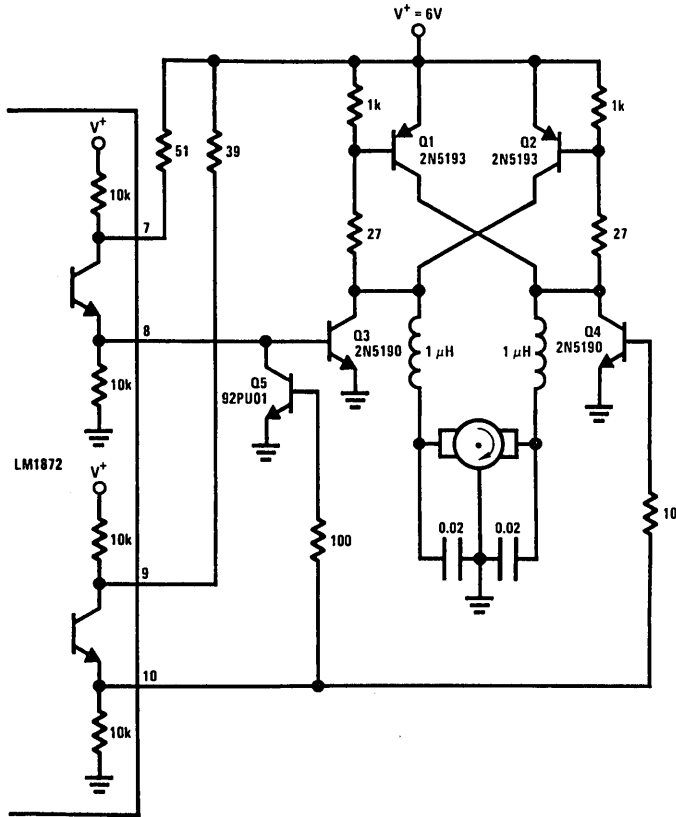 V+ = 6V
1k
1k
V+
Q1
2N5193
Q2
2N5193
51
39
10k
7
27
27
8
Q3
2N5190
Q4
2N5190
1 μH
1 μH
10k
Q5
92PU01
LM1872
V+
10k
0.02
0.02
100
10
9
10
10k